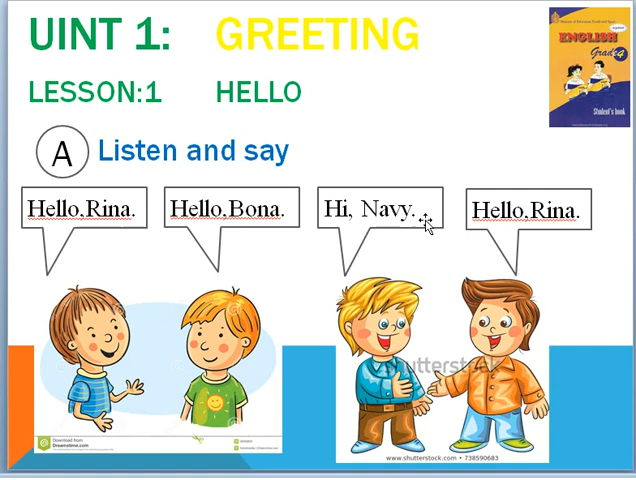 UINT 1: GREETING
LESSON:1 HELLO
A Listen and say
Hello,Rina.
Hello,Bona.
Hi, Navy.
Hello,Rina.
ENGLISH
Grade 4
Student's book
shutterstock
Download from
Dreamstime.com
www.shutterstock.com • 738590683